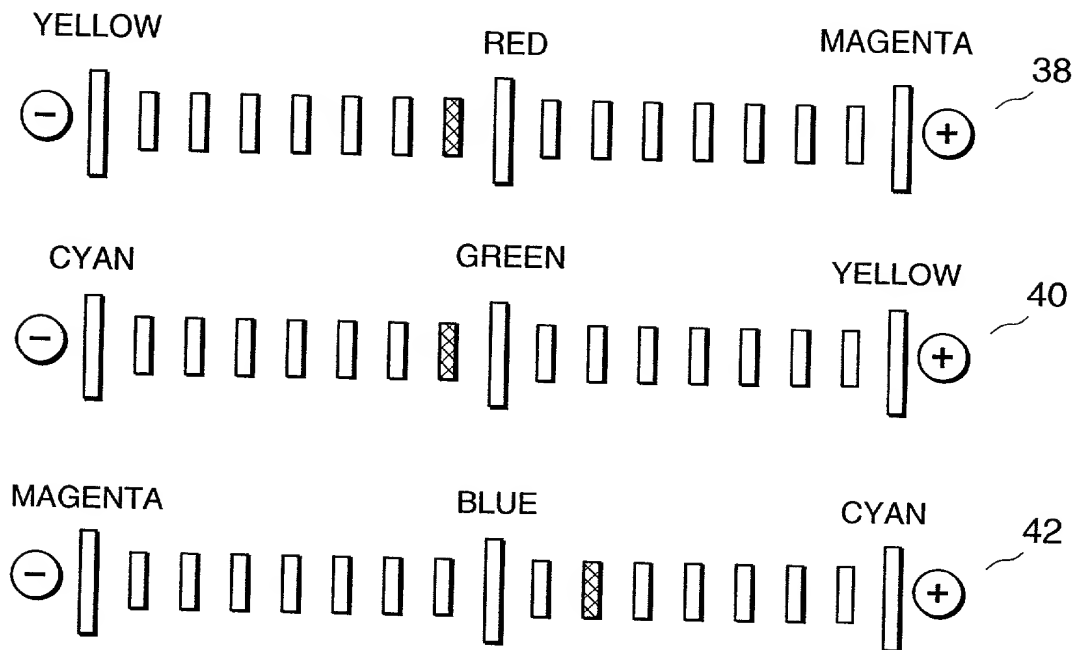 YELLOW RED MAGENTA
38
− +
CYAN GREEN YELLOW
40
− +
MAGENTA BLUE CYAN
42
− +